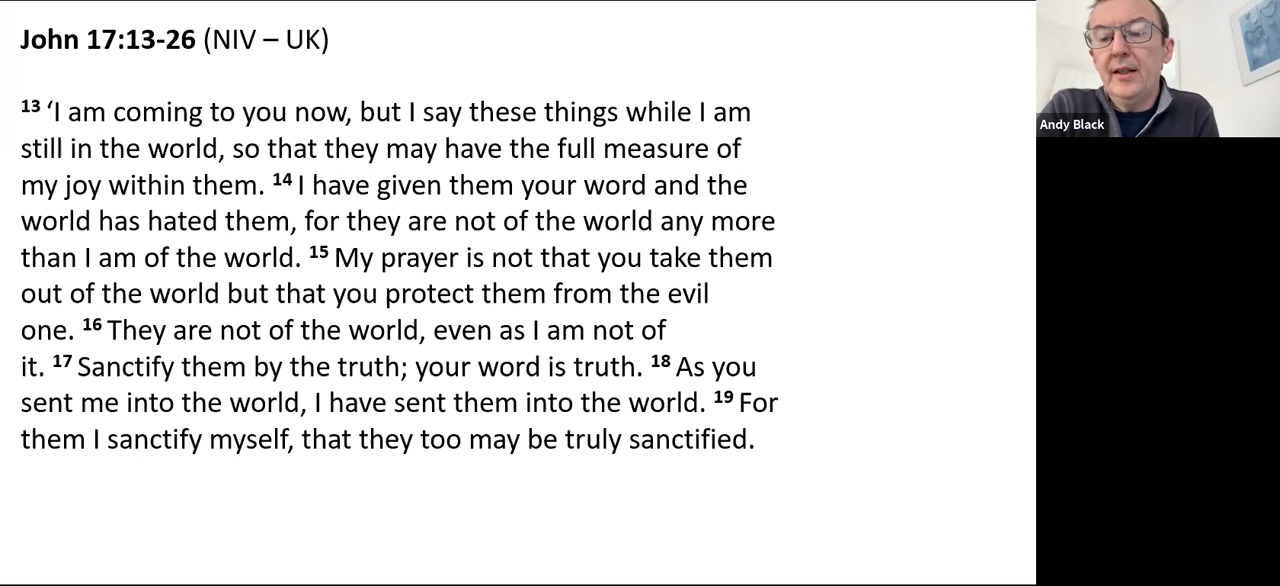 John 17:13-26 (NIV – UK)
13 ‘I am coming to you now, but I say these things while I am
still in the world, so that they may have the full measure of
my joy within them. 14 I have given them your word and the
world has hated them, for they are not of the world any more
than I am of the world. 15 My prayer is not that you take them
out of the world but that you protect them from the evil
one. 16 They are not of the world, even as I am not of
it. 17 Sanctify them by the truth; your word is truth. 18 As you
sent me into the world, I have sent them into the world. 19 For
them I sanctify myself, that they too may be truly sanctified.
Andy Black